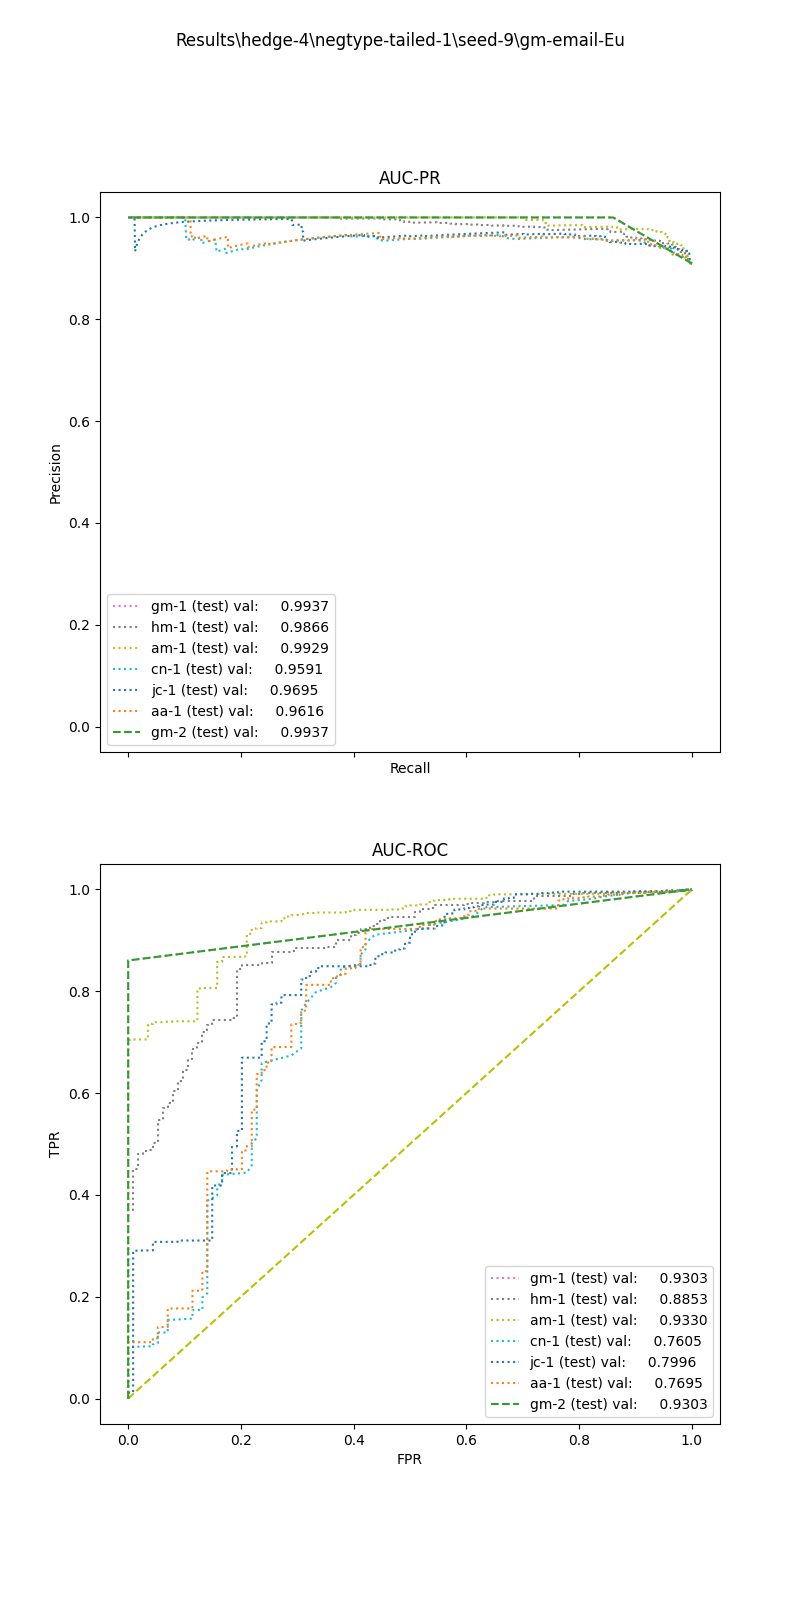 Results\hedge-4\negtype-tailed-1\seed-9\gm-email-Eu
AUC-PR
1.0
0.8
0.6
0.4
0.2
0.0
Precision
gm-1 (test) val: 0.9937
hm-1 (test) val: 0.9866
am-1 (test) val: 0.9929
cn-1 (test) val: 0.9591
jc-1 (test) val: 0.9695
aa-1 (test) val: 0.9616
gm-2 (test) val: 0.9937
Recall
AUC-ROC
1.0
0.8
0.6
0.4
0.2
0.0
TPR
gm-1 (test) val: 0.9303
hm-1 (test) val: 0.8853
am-1 (test) val: 0.9330
cn-1 (test) val: 0.7605
jc-1 (test) val: 0.7996
aa-1 (test) val: 0.7695
gm-2 (test) val: 0.9303
0.0 0.2 0.4 0.6 0.8 1.0
FPR